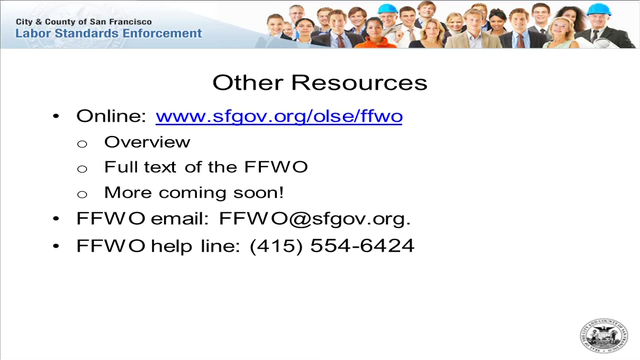 City & County of San Francisco
Labor Standards Enforcement
Other Resources
• Online: www.sfgov.org/olse/ffwo
o Overview
o Full text of the FFWO
o More coming soon!
• FFWO email: FFWO@sfgov.org.
• FFWO help line: (415) 554-6424